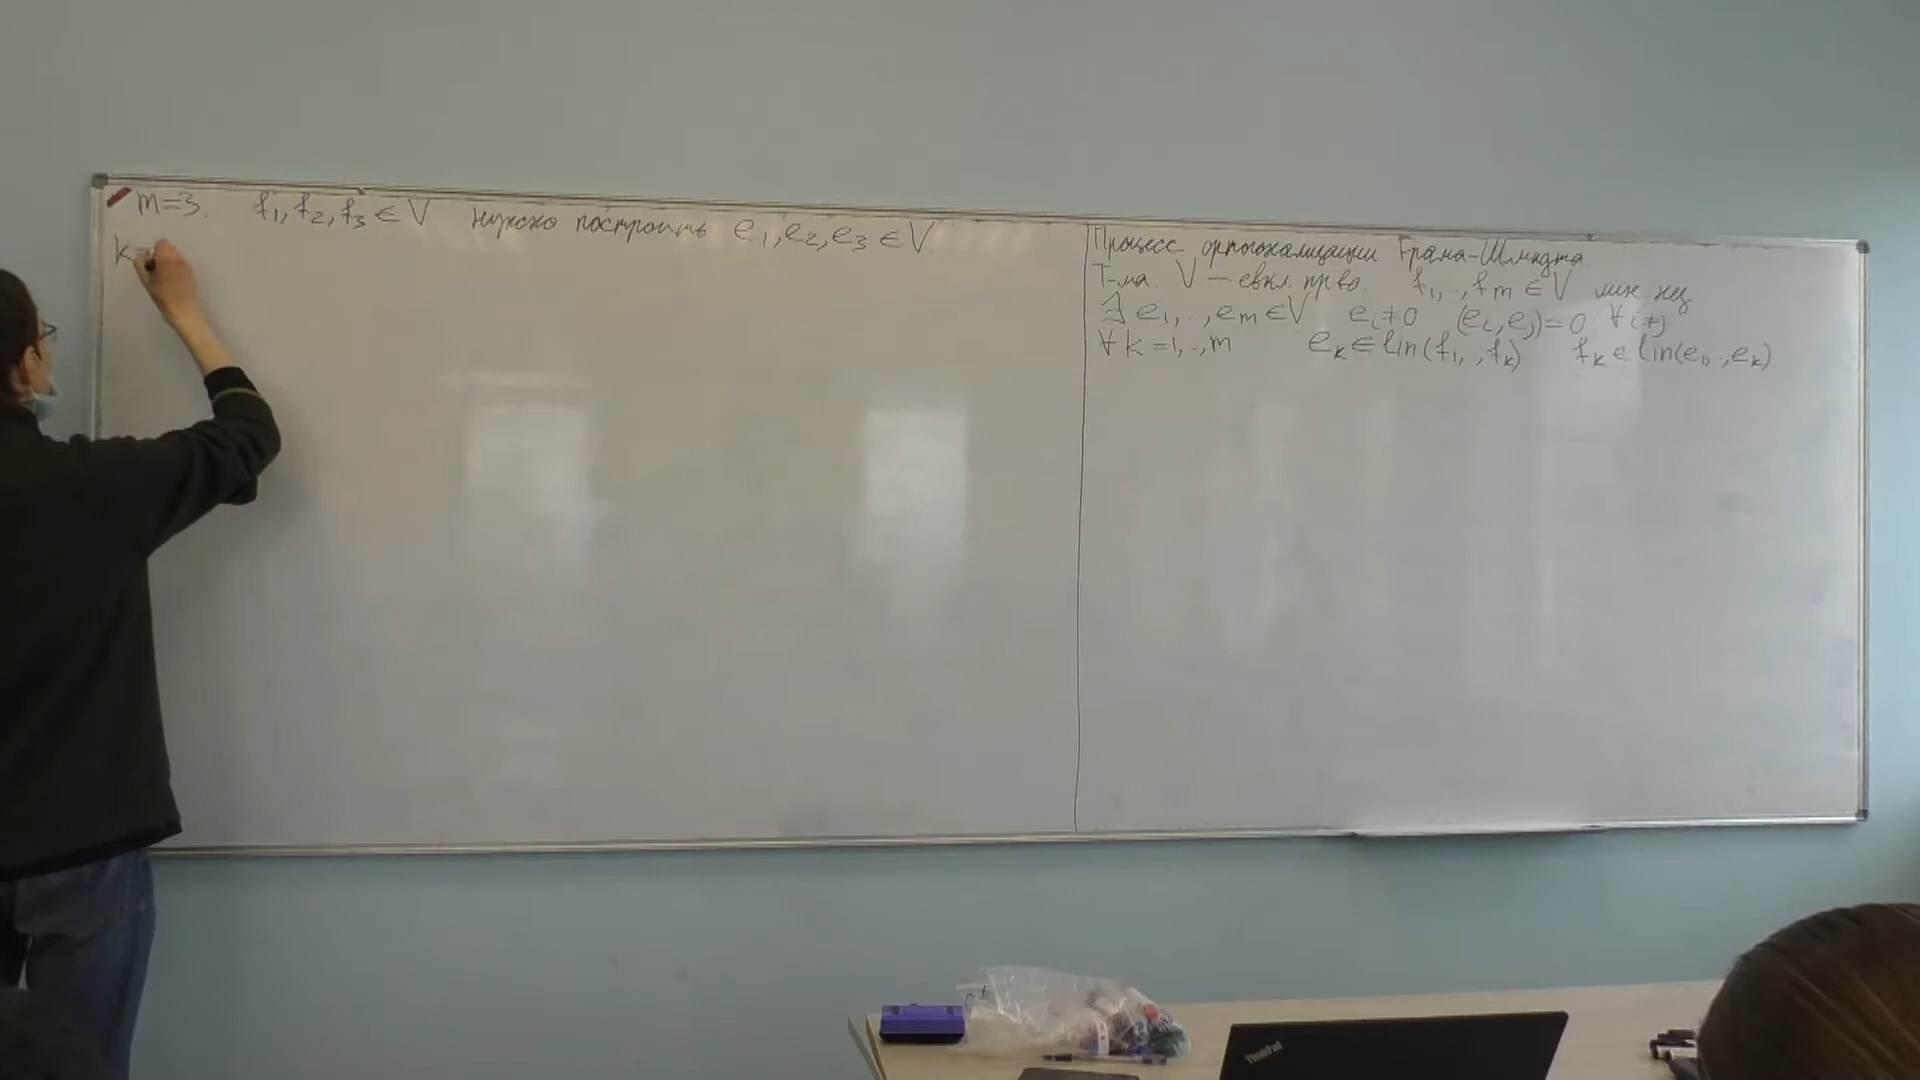 m=3. f₁, f₂, f₃ ∈ V нужно построить e₁, e₂, e₃ ∈ V.
k=
Процесс ортогонализации Грама-Шмидта
Т-ма. V — евкл. пр-во. f₁, .., fm ∈ V лин. нез
∃ e₁, .., em ∈ V eᵢ ≠ 0 (eᵢ, eⱼ) = 0 ∀ i ≠ j
∀ k = 1, .., m eₖ ∈ lin(f₁, .., fₖ) fₖ ∈ lin(e₁, .., eₖ)
ThinkPad